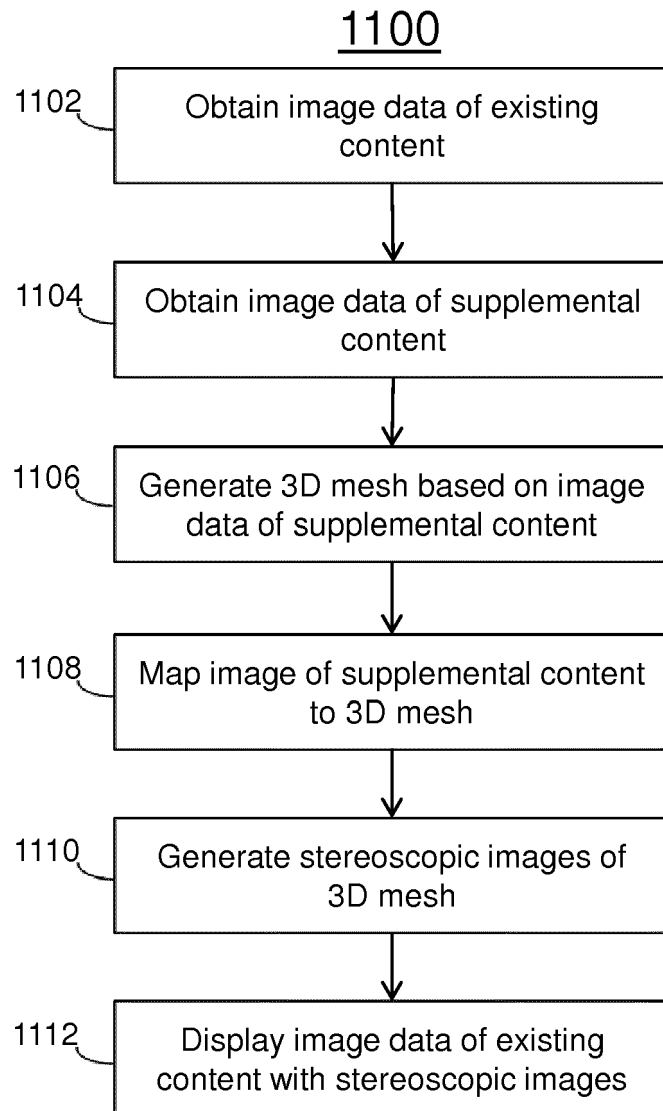 1100
1102
Obtain image data of existing
content
1104
Obtain image data of supplemental
content
1106
Generate 3D mesh based on image
data of supplemental content
1108
Map image of supplemental content
to 3D mesh
1110
Generate stereoscopic images of
3D mesh
1112
Display image data of existing
content with stereoscopic images